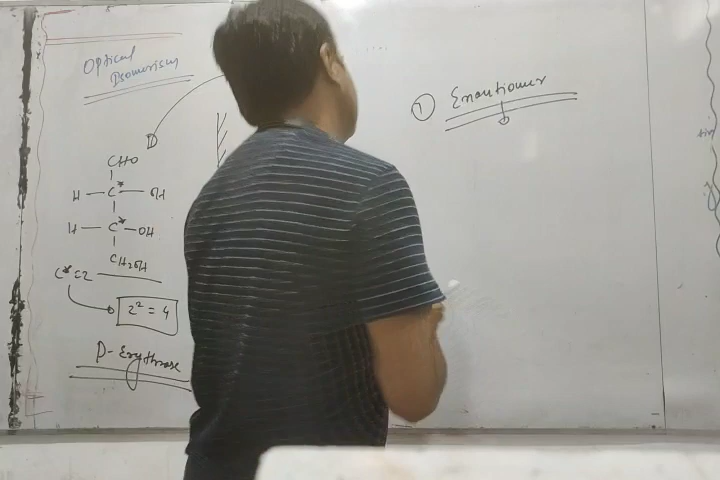 Optical
Isomerism
D
CHO
H — C* — OH
H — C* — OH
CH2OH
C* = 2
2² = 4
D-Erythrose
① Enantiomer